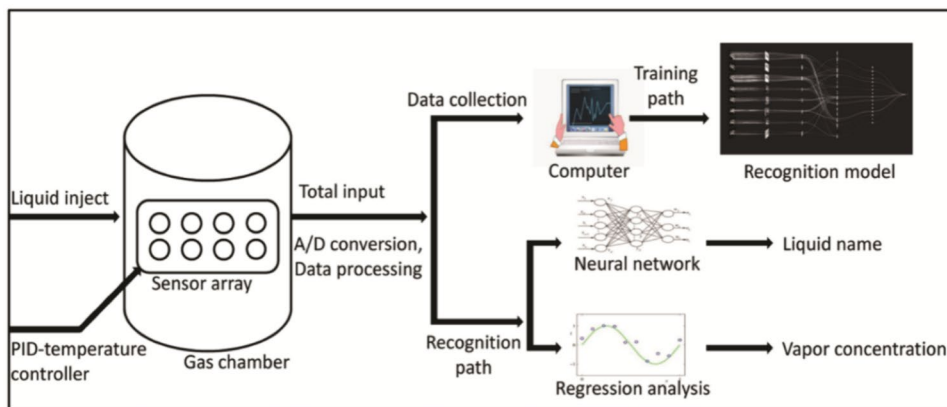 Liquid inject
PID-temperature
controller
Sensor array
Gas chamber
Total input
A/D conversion,
Data processing
Data collection
Computer
Training
path
Recognition model
Recognition
path
Neural network
Liquid name
Regression analysis
Vapor concentration